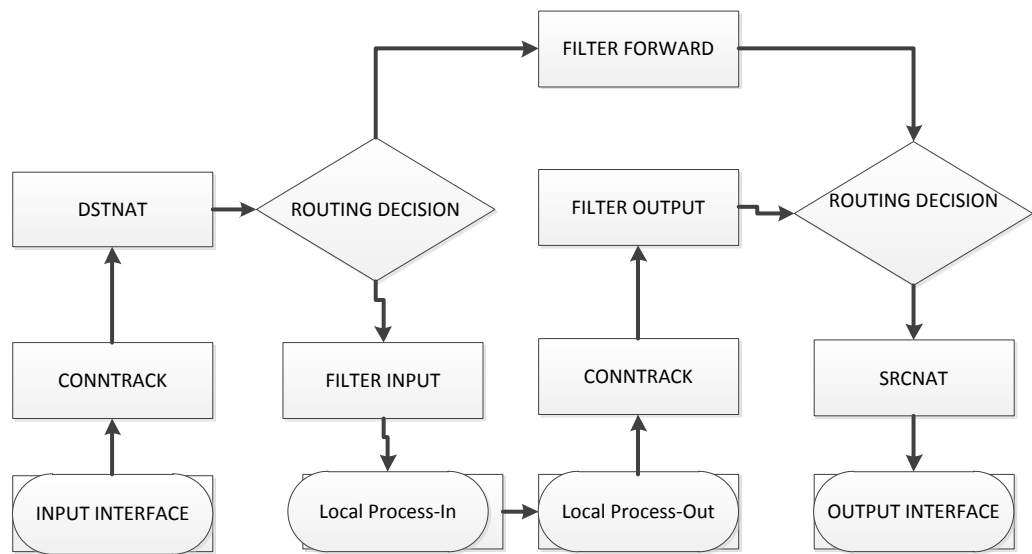 FILTER FORWARD
DSTNAT
ROUTING DECISION
FILTER OUTPUT
ROUTING DECISION
CONNTRACK
FILTER INPUT
CONNTRACK
SRCNAT
INPUT INTERFACE
Local Process-In
Local Process-Out
OUTPUT INTERFACE